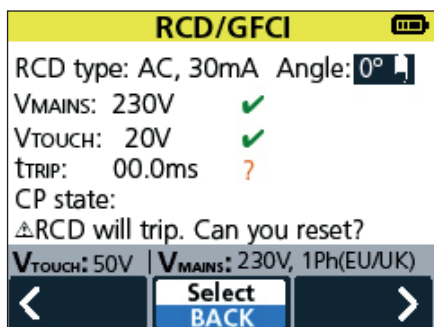 RCD/GFCI
RCD type: AC, 30mA Angle: 0°
VMAINS: 230V ✔
VTOUCH: 20V ✔
tTRIP: 00.0ms ?
CP state:
⚠RCD will trip. Can you reset?
VTOUCH: 50V | VMAINS: 230V, 1Ph(EU/UK)
< Select >
BACK